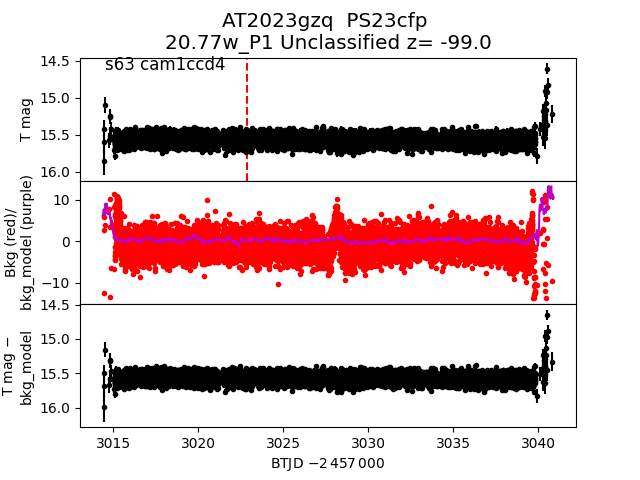 AT2023gzq  PS23cfp
20.77w_P1 Unclassified z= -99.0
s63 cam1ccd4
14.5
15.0
15.5
16.0
T mag
10
0
−10
Bkg (red)/
bkg_model (purple)
14.5
15.0
15.5
16.0
T mag −
bkg_model
3015
3020
3025
3030
3035
3040
BTJD −2 457 000